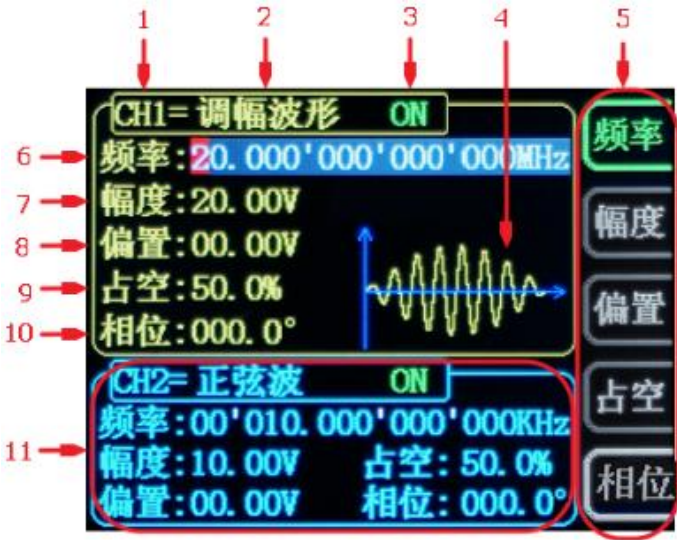 1 2 3 4 5
CH1= 调幅波形 ON
6 频率:20.000'000'000'000MHz
7 幅度:20.00V
8 偏置:00.00V
9 占空:50.0%
10 相位:000.0°
CH2= 正弦波 ON
频率:00'010.000'000'000KHz
11 幅度:10.00V 占空:50.0%
偏置:00.00V 相位:000.0°
频率
幅度
偏置
占空
相位